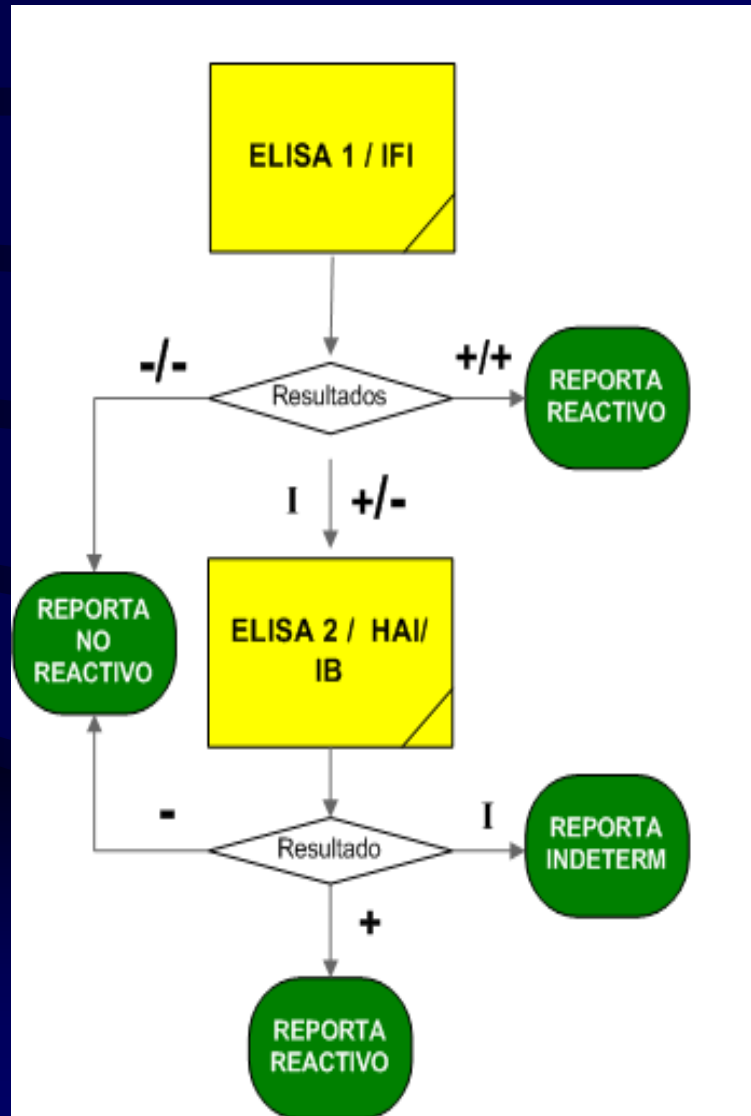 ELISA 1 / IFI
-/-
+/+
Resultados
REPORTA
REACTIVO
I +/-
REPORTA
NO
REACTIVO
ELISA 2 / HAI/
IB
-
I
Resultado
REPORTA
INDETERM
+
REPORTA
REACTIVO